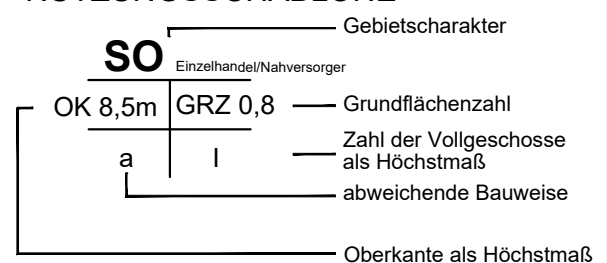 Gebietscharakter
SO Einzelhandel/Nahversorger
OK 8,5m GRZ 0,8 Grundflächenzahl
Zahl der Vollgeschosse
als Höchstmaß
a I
abweichende Bauweise
Oberkante als Höchstmaß